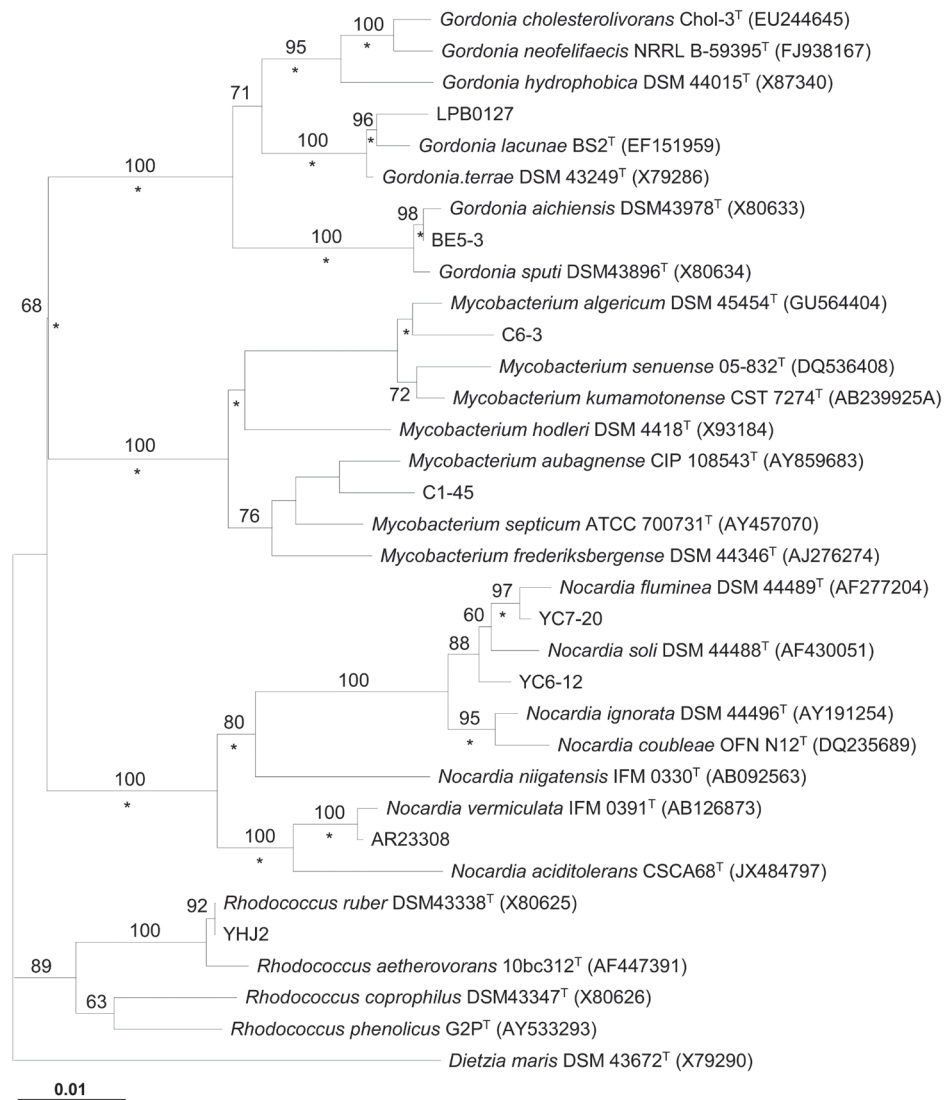 100
Gordonia cholesterolivorans Chol-3ᵀ (EU244645)
*
95
Gordonia neofelifaecis NRRL B-59395ᵀ (FJ938167)
*
Gordonia hydrophobica DSM 44015ᵀ (X87340)
71
LPB0127
96
*
100
Gordonia lacunae BS2ᵀ (EF151959)
*
100
Gordonia.terrae DSM 43249ᵀ (X79286)
*
Gordonia aichiensis DSM43978ᵀ (X80633)
98
*
100
BE5-3
*
Gordonia sputi DSM43896ᵀ (X80634)
68
*
Mycobacterium algericum DSM 45454ᵀ (GU564404)
*
C6-3
Mycobacterium senuense 05-832ᵀ (DQ536408)
72
Mycobacterium kumamotonense CST 7274ᵀ (AB239925A)
*
Mycobacterium hodleri DSM 4418ᵀ (X93184)
100
*
Mycobacterium aubagnense CIP 108543ᵀ (AY859683)
C1-45
76
Mycobacterium septicum ATCC 700731ᵀ (AY457070)
Mycobacterium frederiksbergense DSM 44346ᵀ (AJ276274)
97
Nocardia fluminea DSM 44489ᵀ (AF277204)
*
60
YC7-20
88
Nocardia soli DSM 44488ᵀ (AF430051)
100
YC6-12
95
Nocardia ignorata DSM 44496ᵀ (AY191254)
*
80
Nocardia coubleae OFN N12ᵀ (DQ235689)
*
Nocardia niigatensis IFM 0330ᵀ (AB092563)
100
*
100
Nocardia vermiculata IFM 0391ᵀ (AB126873)
*
100
AR23308
*
Nocardia aciditolerans CSCA68ᵀ (JX484797)
92
Rhodococcus ruber DSM43338ᵀ (X80625)
100
YHJ2
89
Rhodococcus aetherovorans 10bc312ᵀ (AF447391)
63
Rhodococcus coprophilus DSM43347ᵀ (X80626)
Rhodococcus phenolicus G2Pᵀ (AY533293)
Dietzia maris DSM 43672ᵀ (X79290)
0.01